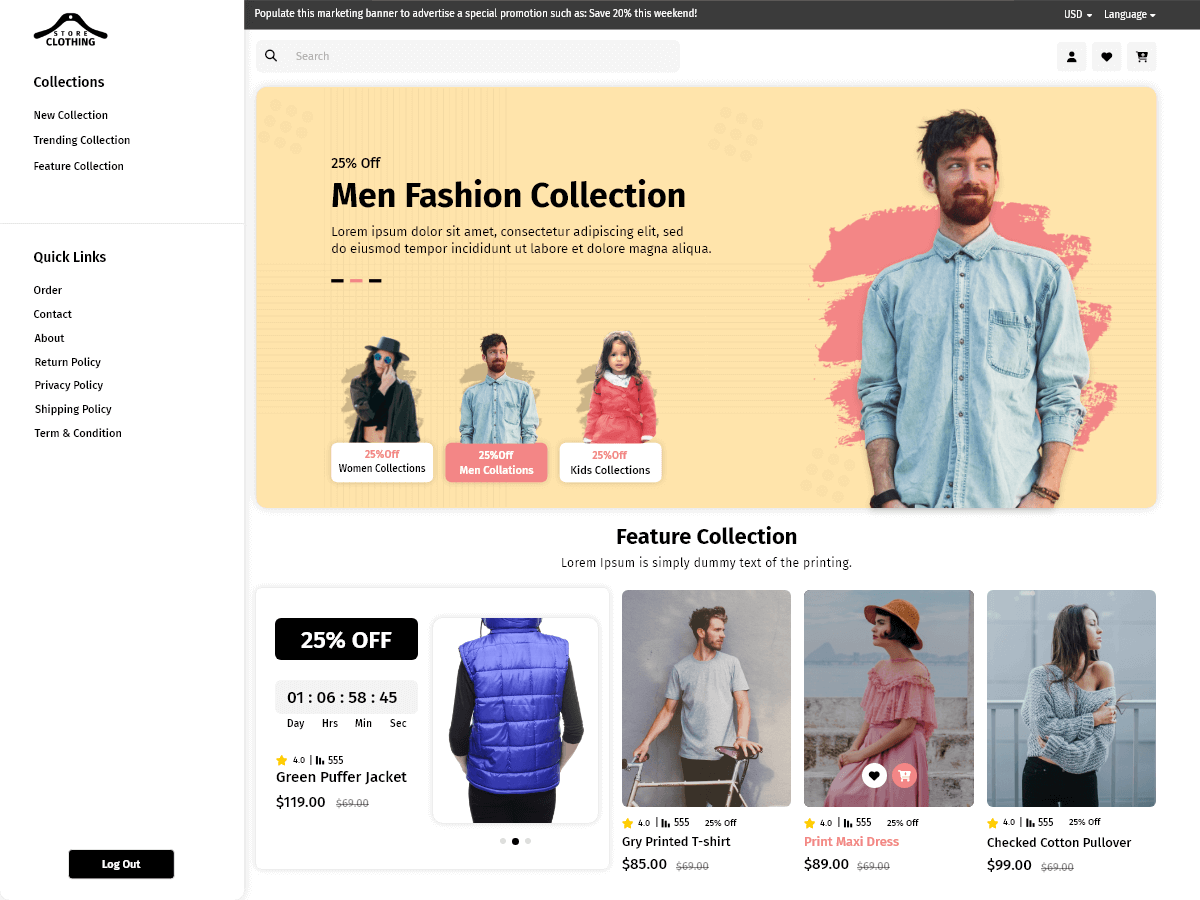 Populate this marketing banner to advertise a special promotion such as: Save 20% this weekend!
USD
Language
STORE
CLOTHING
Search
Collections
New Collection
Trending Collection
Feature Collection
Quick Links
Order
Contact
About
Return Policy
Privacy Policy
Shipping Policy
Term & Condition
Log Out
25% Off
Men Fashion Collection
Lorem ipsum dolor sit amet, consectetur adipiscing elit, sed
do eiusmod tempor incididunt ut labore et dolore magna aliqua.
25%Off
Women Collections
25%Off
Men Collations
25%Off
Kids Collections
Feature Collection
Lorem Ipsum is simply dummy text of the printing.
25% OFF
01 : 06 : 58 : 45
Day Hrs Min Sec
4.0 | 555
Green Puffer Jacket
$119.00 $69.00
4.0 | 555 25% Off
Gry Printed T-shirt
$85.00 $69.00
4.0 | 555 25% Off
Print Maxi Dress
$89.00 $69.00
4.0 | 555 25% Off
Checked Cotton Pullover
$99.00 $69.00